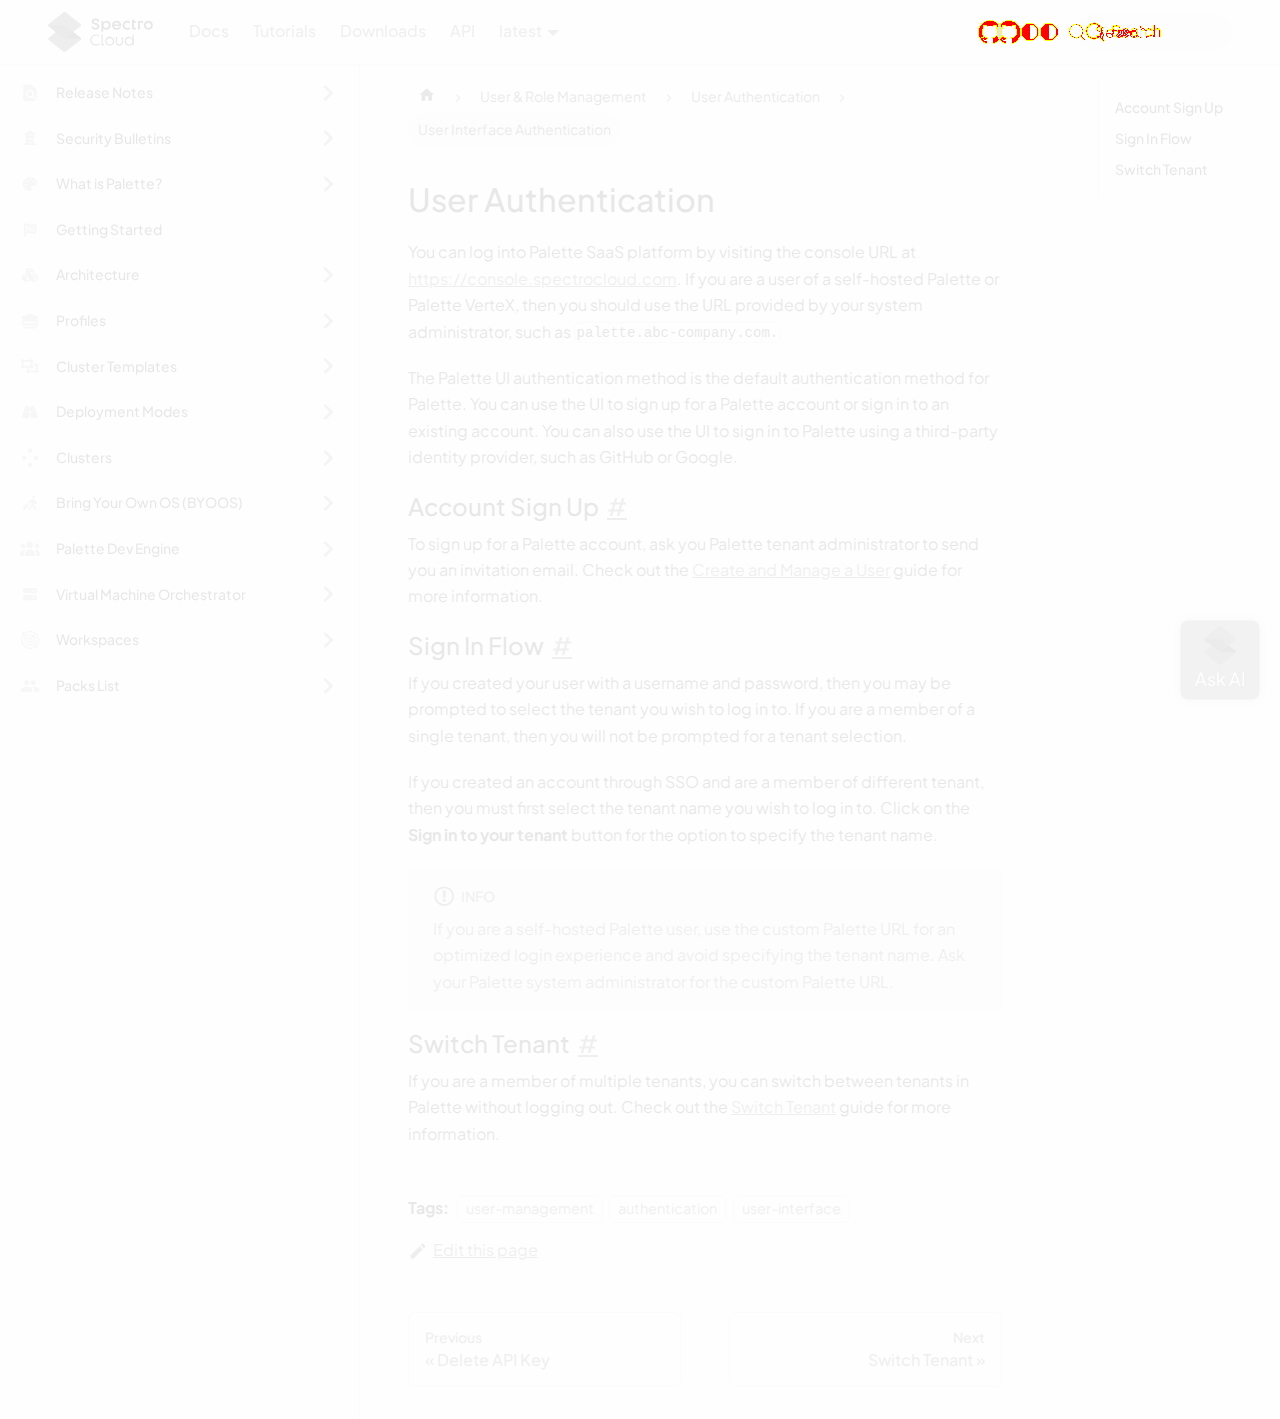 Spectro Cloud
Docs Tutorials Downloads API latest
Release Notes
Security Bulletins
What is Palette?
Getting Started
Architecture
Profiles
Cluster Templates
Deployment Modes
Clusters
Bring Your Own OS (BYOOS)
Palette Dev Engine
Virtual Machine Orchestrator
Workspaces
Packs List
User & Role Management
User Authentication
User Interface Authentication
User Authentication
You can log into Palette SaaS platform by visiting the console URL at
https://console.spectrocloud.com. If you are a user of a self-hosted Palette or
Palette VerteX, then you should use the URL provided by your system
administrator, such as palette.abc-company.com.
The Palette UI authentication method is the default authentication method for
Palette. You can use the UI to sign up for a Palette account or sign in to an
existing account. You can also use the UI to sign in to Palette using a third-party
identity provider, such as GitHub or Google.
Account Sign Up #
To sign up for a Palette account, ask you Palette tenant administrator to send
you an invitation email. Check out the Create and Manage a User guide for
more information.
Sign In Flow #
If you created your user with a username and password, then you may be
prompted to select the tenant you wish to log in to. If you are a member of a
single tenant, then you will not be prompted for a tenant selection.
If you created an account through SSO and are a member of different tenant,
then you must first select the tenant name you wish to log in to. Click on the
Sign in to your tenant button for the option to specify the tenant name.
INFO
If you are a self-hosted Palette user, use the custom Palette URL for an
optimized login experience and avoid specifying the tenant name. Ask
your Palette system administrator for the custom Palette URL.
Switch Tenant #
If you are a member of multiple tenants, you can switch between tenants in
Palette without logging out. Check out the Switch Tenant guide for more
information.
Tags: user-management authentication user-interface
Edit this page
Previous
« Delete API Key
Next
Switch Tenant »
Account Sign Up
Sign In Flow
Switch Tenant
Ask AI